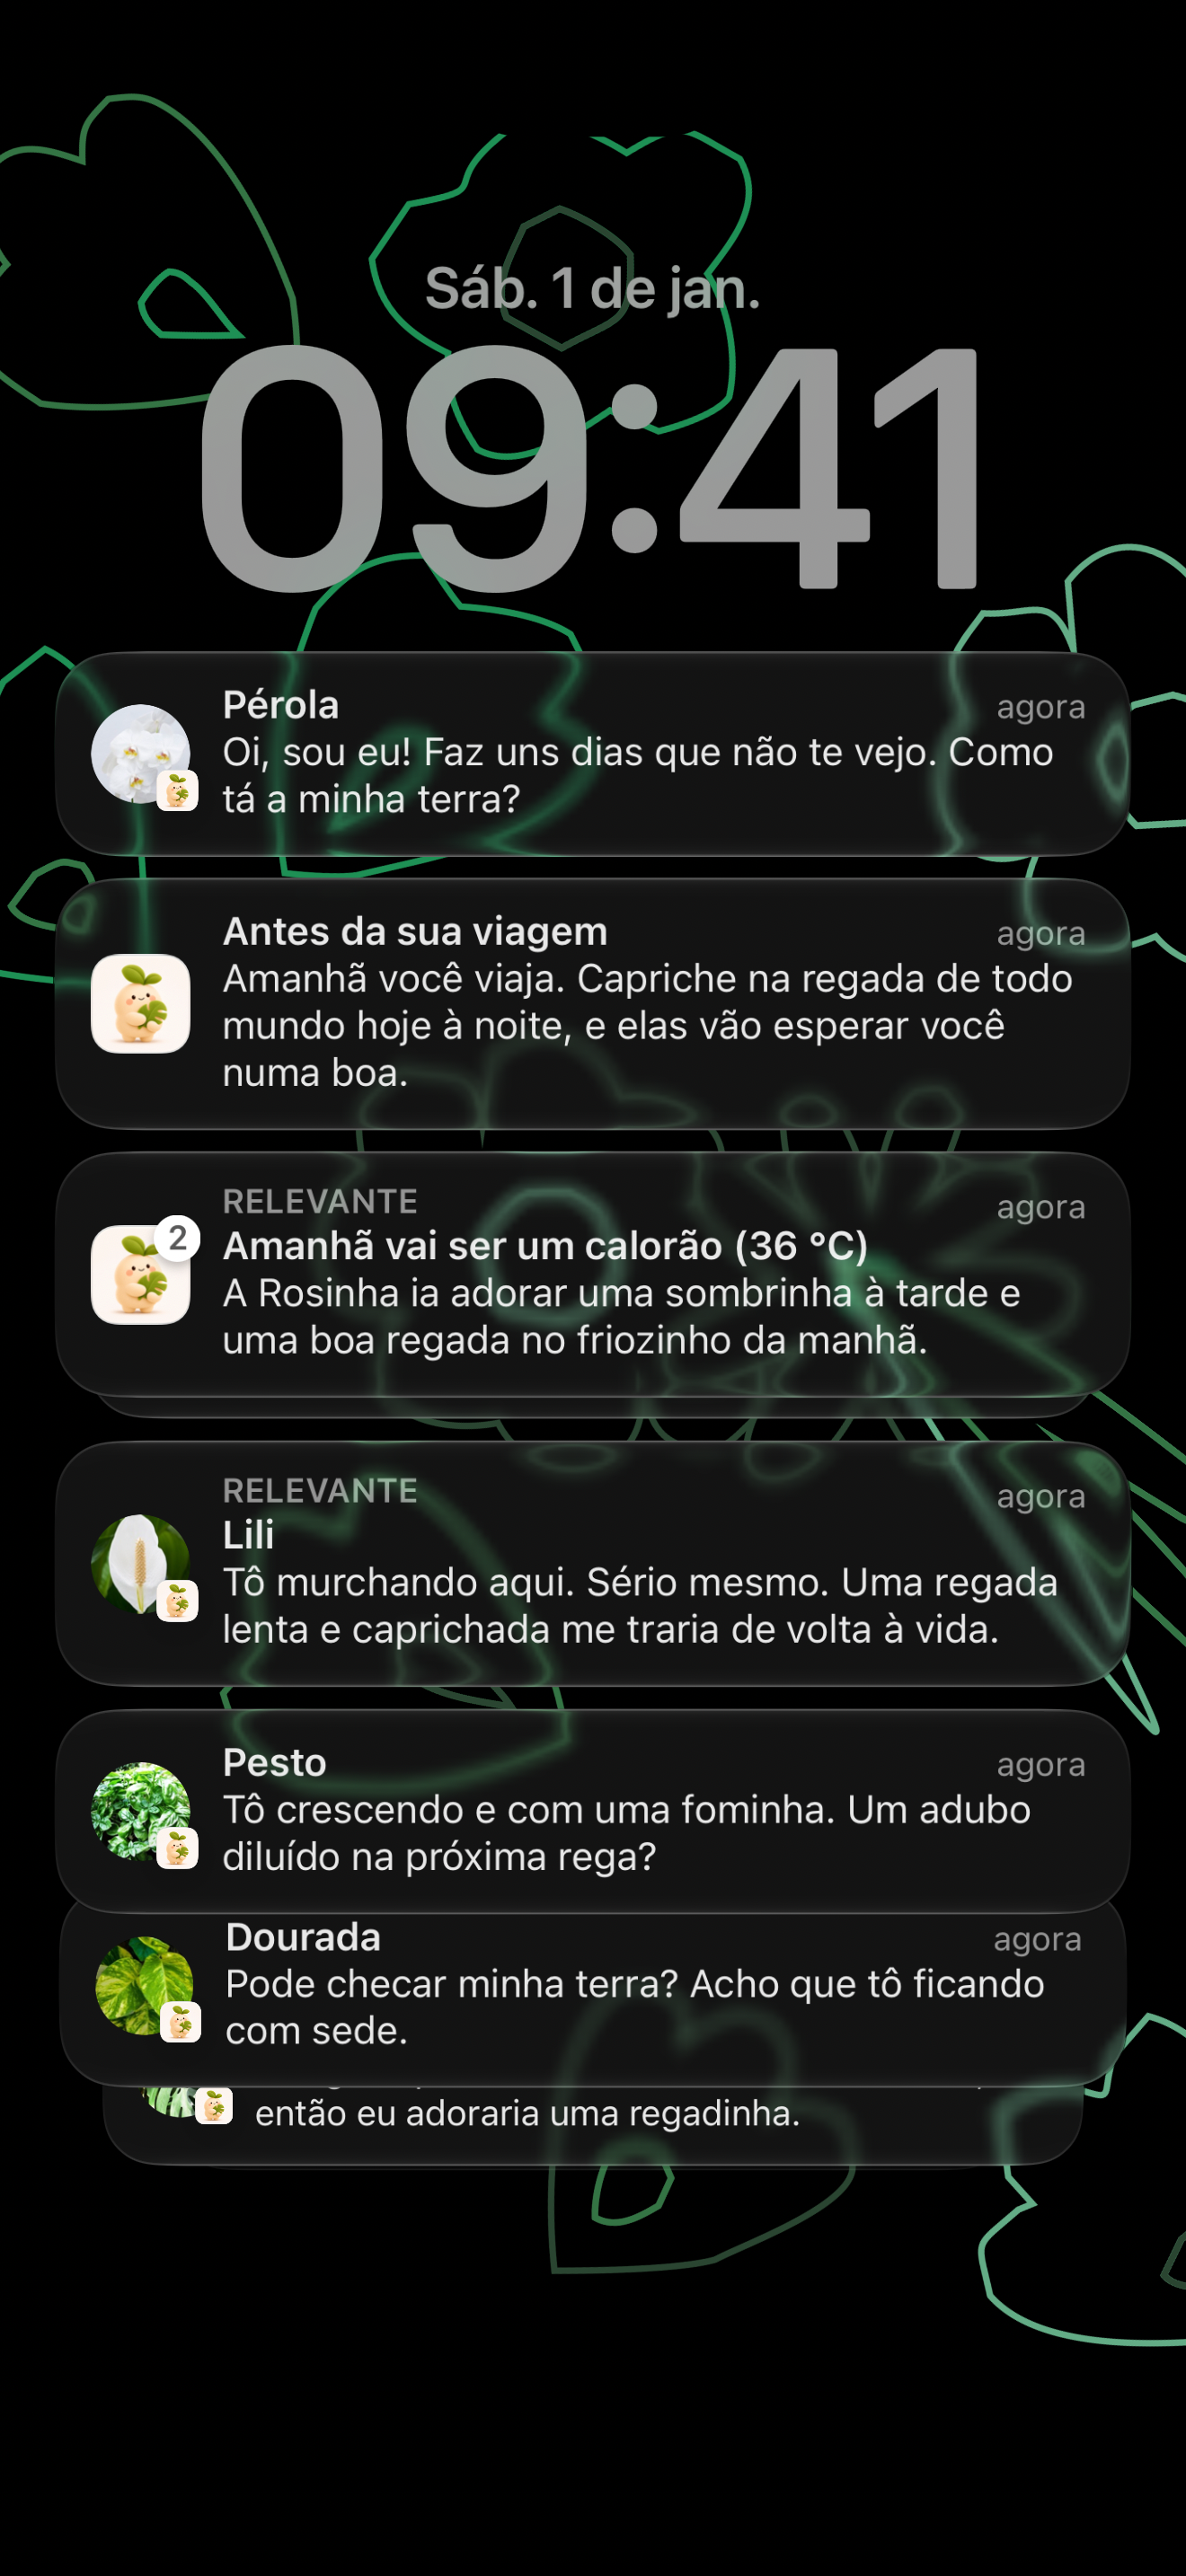 Sáb. 1 de jan.
09:41
Pérola
agora
Oi, sou eu! Faz uns dias que não te vejo. Como
tá a minha terra?
Antes da sua viagem
agora
Amanhã você viaja. Capriche na regada de todo
mundo hoje à noite, e elas vão esperar você
numa boa.
RELEVANTE
agora
2
Amanhã vai ser um calorão (36 °C)
A Rosinha ia adorar uma sombrinha à tarde e
uma boa regada no friozinho da manhã.
RELEVANTE
agora
Lili
Tô murchando aqui. Sério mesmo. Uma regada
lenta e caprichada me traria de volta à vida.
Pesto
agora
Tô crescendo e com uma fominha. Um adubo
diluído na próxima rega?
Dourada
agora
Pode checar minha terra? Acho que tô ficando
com sede.
então eu adoraria uma regadinha.